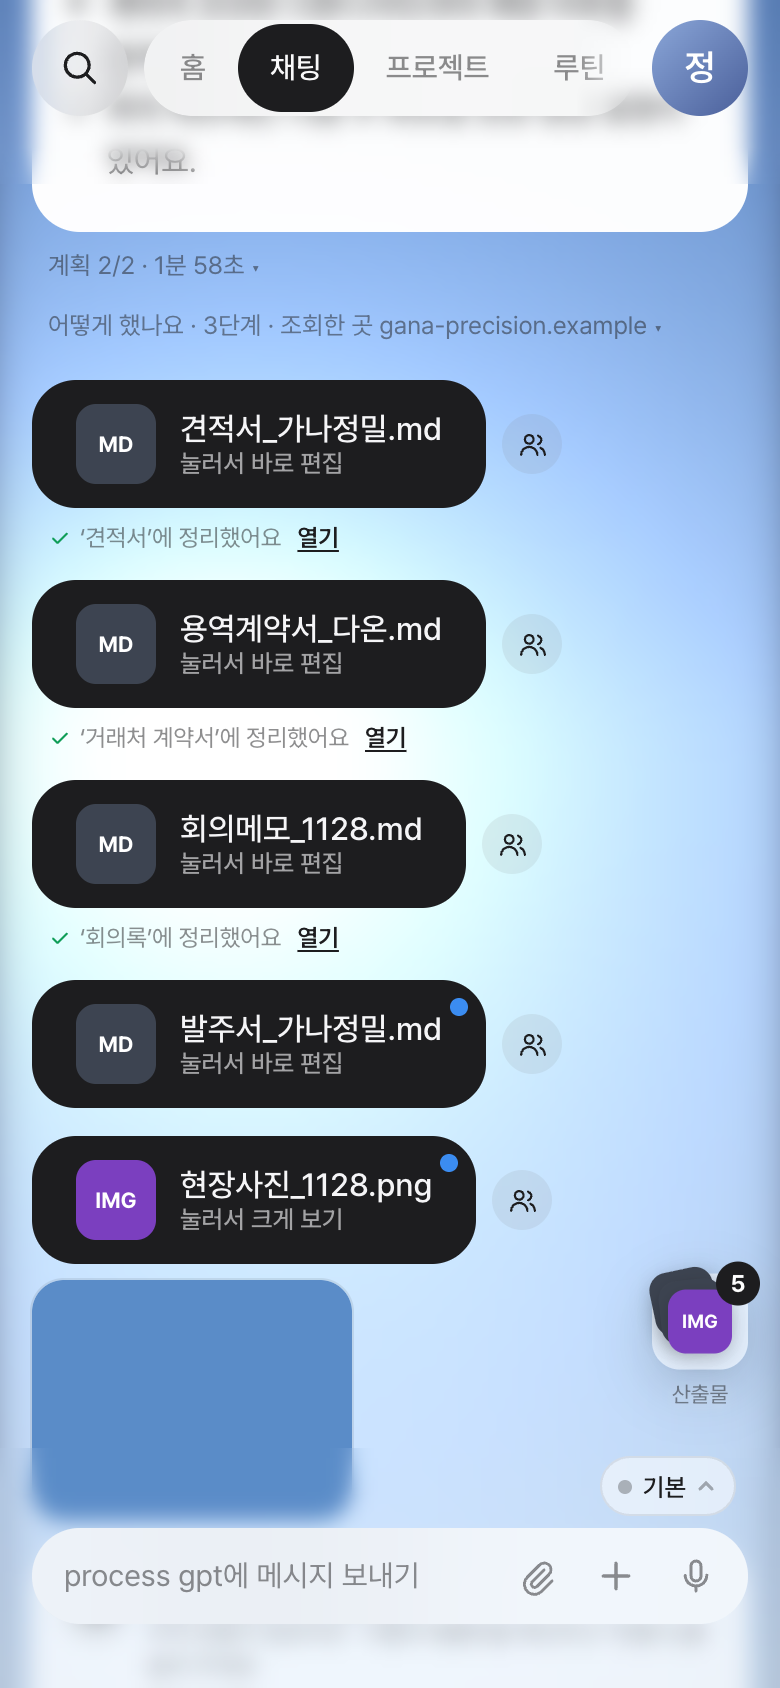 홈
채팅
프로젝트
루틴
정
있어요.
계획 2/2 · 1분 58초
어떻게 했나요 · 3단계 · 조회한 곳 gana-precision.example
MD
견적서_가나정밀.md
눌러서 바로 편집
‘견적서’에 정리했어요 열기
MD
용역계약서_다온.md
눌러서 바로 편집
‘거래처 계약서’에 정리했어요 열기
MD
회의메모_1128.md
눌러서 바로 편집
‘회의록’에 정리했어요 열기
MD
발주서_가나정밀.md
눌러서 바로 편집
IMG
현장사진_1128.png
눌러서 크게 보기
5
IMG
산출물
기본
process gpt에 메시지 보내기